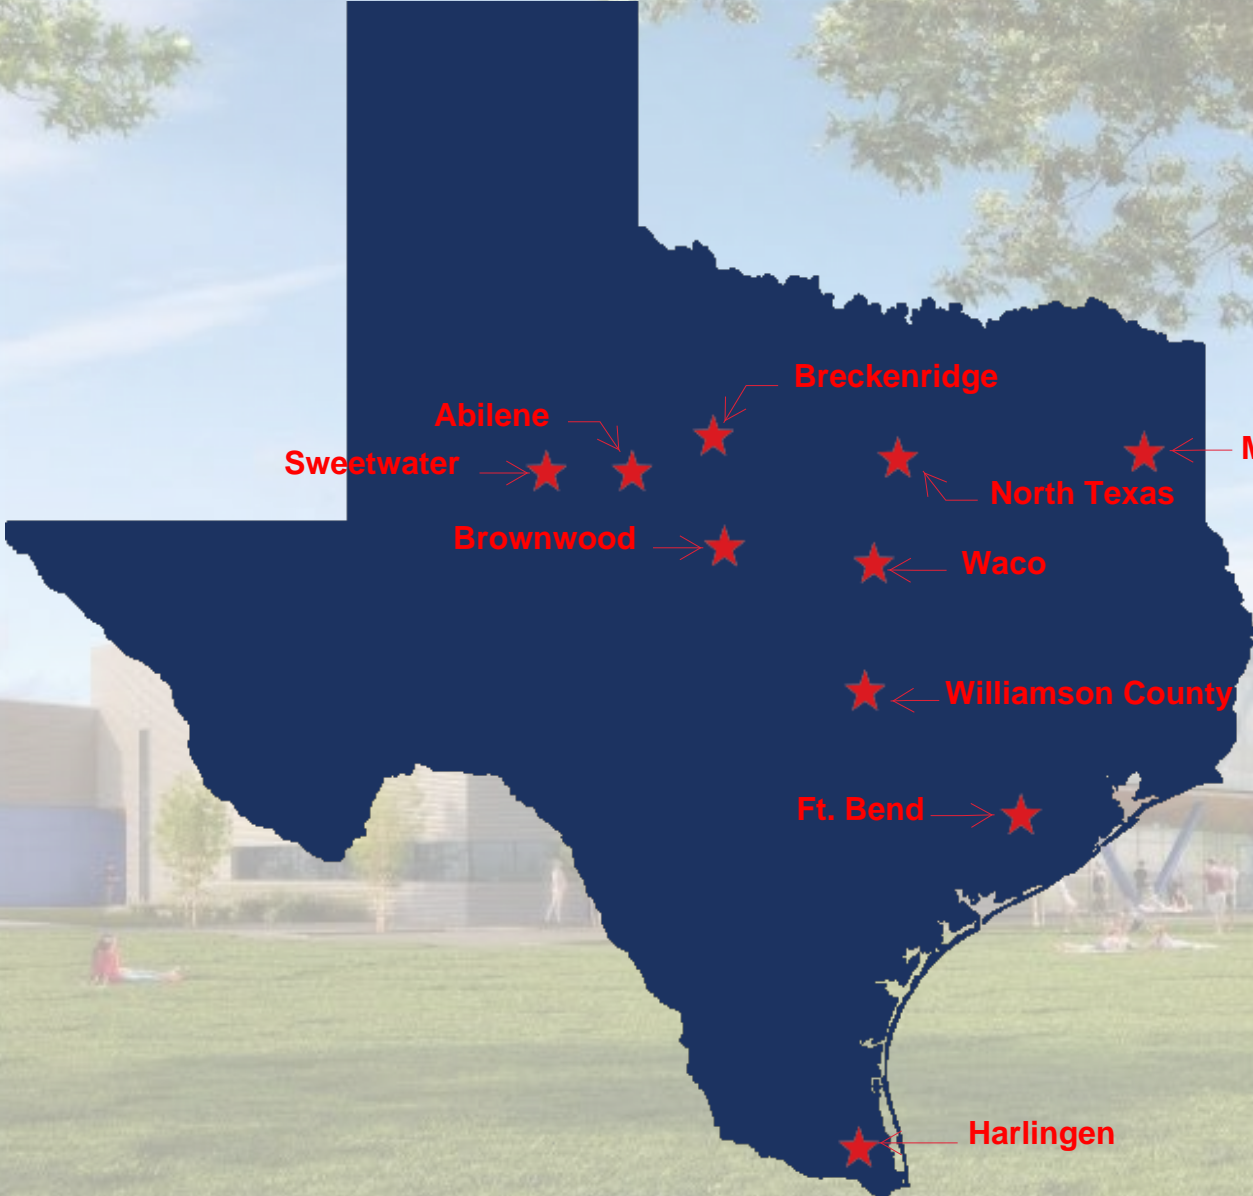 Breckenridge
Abilene
Sweetwater
North Texas
Brownwood
Waco
Williamson County
Ft. Bend
Harlingen